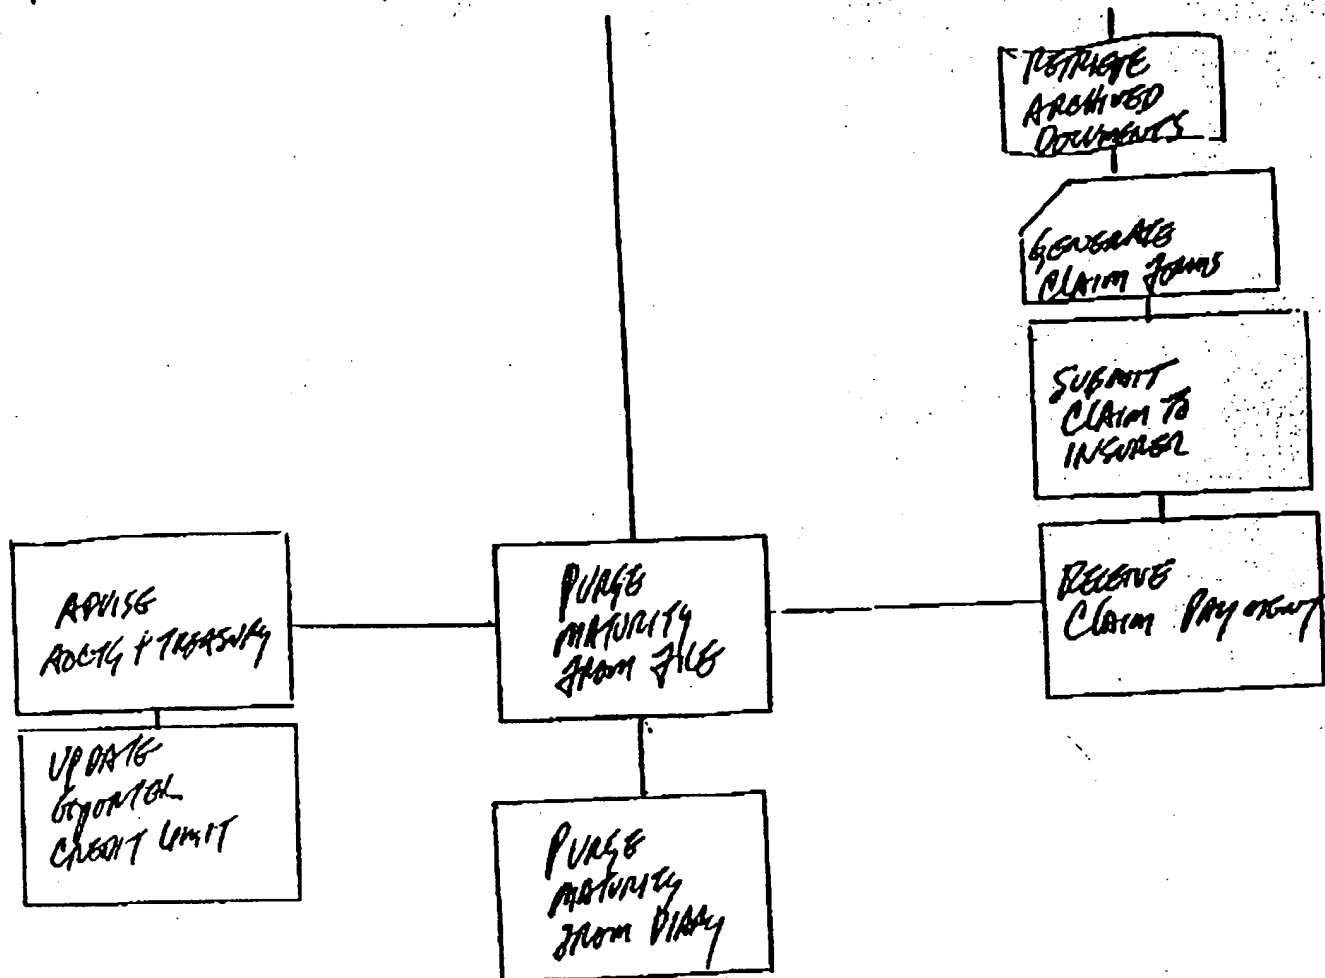 RETRIEVE
ARCHIVED
DOCUMENTS
GENERATE
CLAIM FORMS
SUBMIT
CLAIM TO
INSURER
RECEIVE
CLAIM PAYMENT
PURGE
MATURITY
FROM FILE
ADVISE
ACCTG + TREASURY
UPDATE
EXPORTER
CREDIT LIMIT
PURGE
MATURITY
FROM DIARY